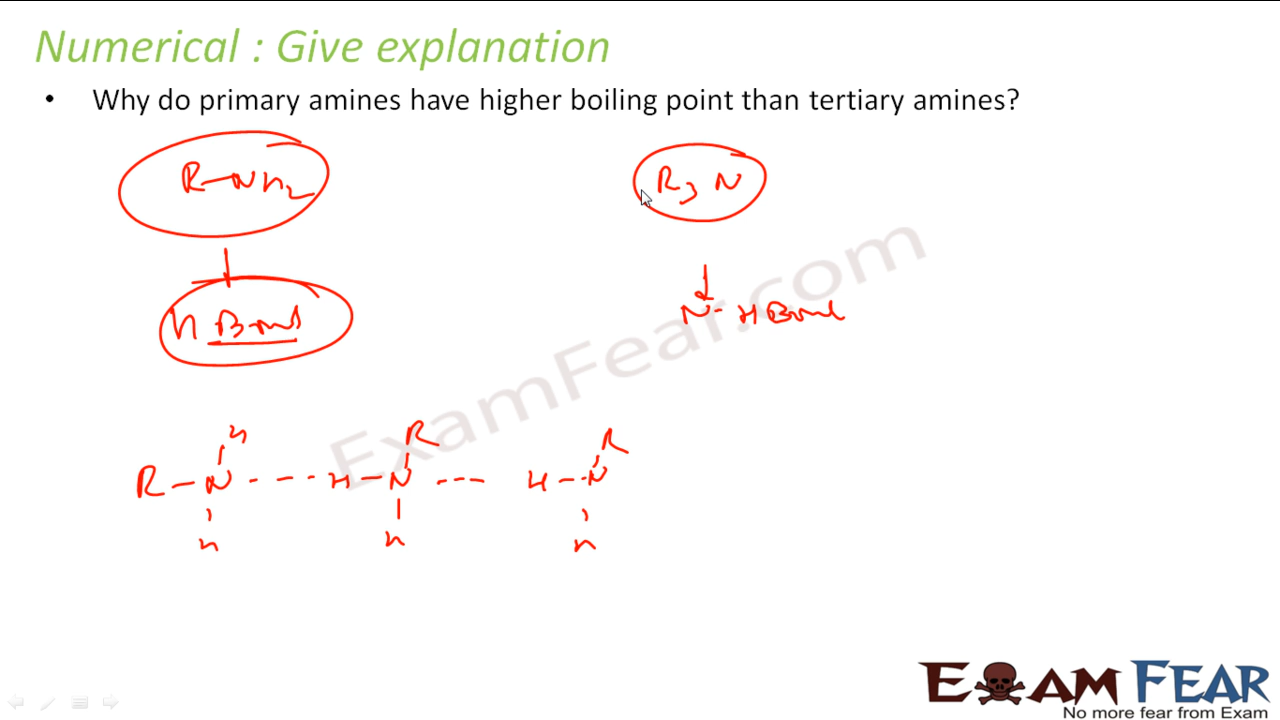 Numerical : Give explanation
• Why do primary amines have higher boiling point than tertiary amines?
R–NH2
R3 N
H Bond
N- H Bond
ExamFear.com
H
R
R
R – N --- H – N --- H -- N
H
H
H
EXAM FEAR
No more fear from Exam